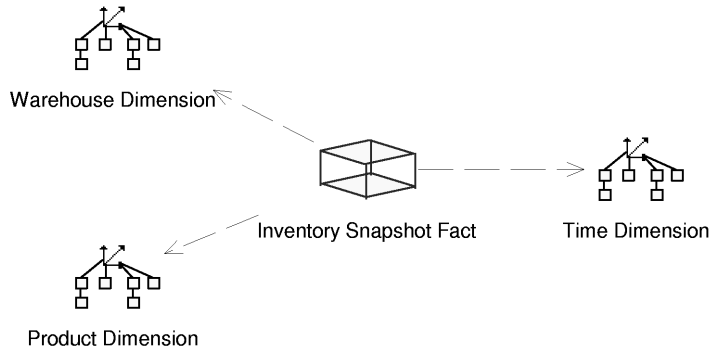 Warehouse Dimension
Inventory Snapshot Fact
Time Dimension
Product Dimension